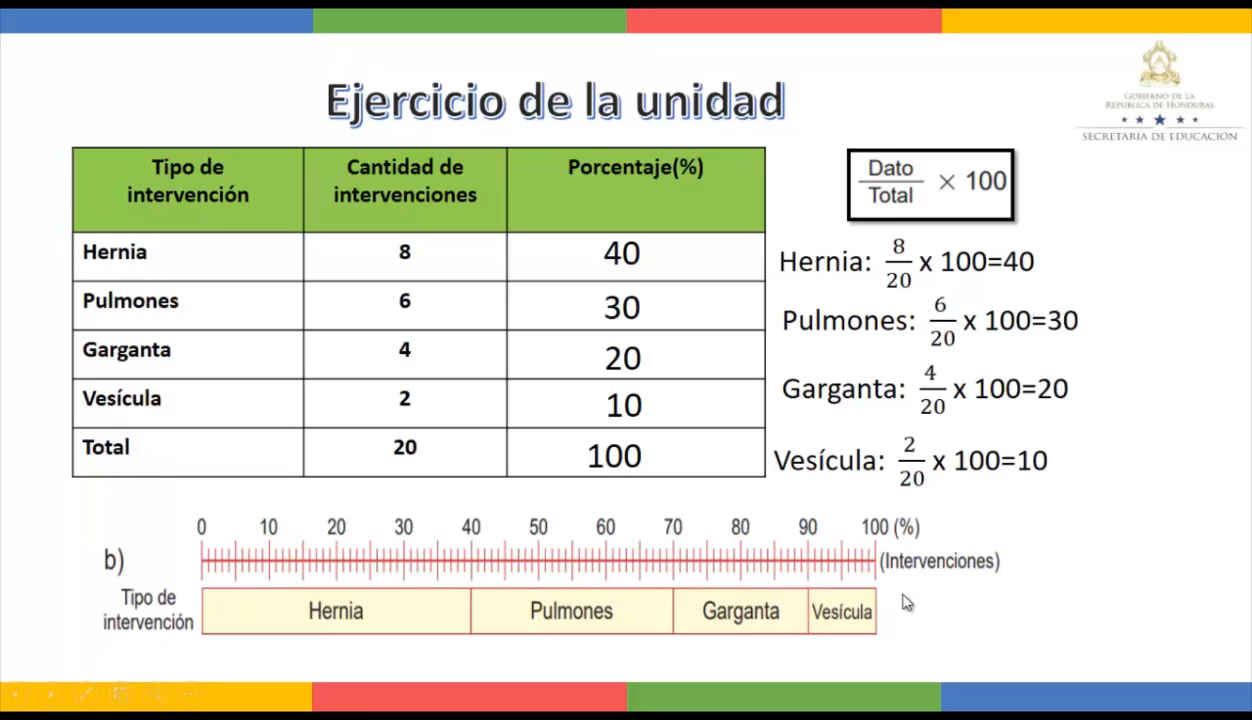 Ejercicio de la unidad
GOBIERNO DE LA
REPÚBLICA DE HONDURAS
SECRETARÍA DE EDUCACIÓN
Tipo de intervención Cantidad de intervenciones Porcentaje(%)
Hernia 8 40
Pulmones 6 30
Garganta 4 20
Vesícula 2 10
Total 20 100
Dato/Total × 100
Hernia: 8/20 x 100=40
Pulmones: 6/20 x 100=30
Garganta: 4/20 x 100=20
Vesícula: 2/20 x 100=10
0 10 20 30 40 50 60 70 80 90 100 (%)
b) (Intervenciones)
Tipo de intervención Hernia Pulmones Garganta Vesícula